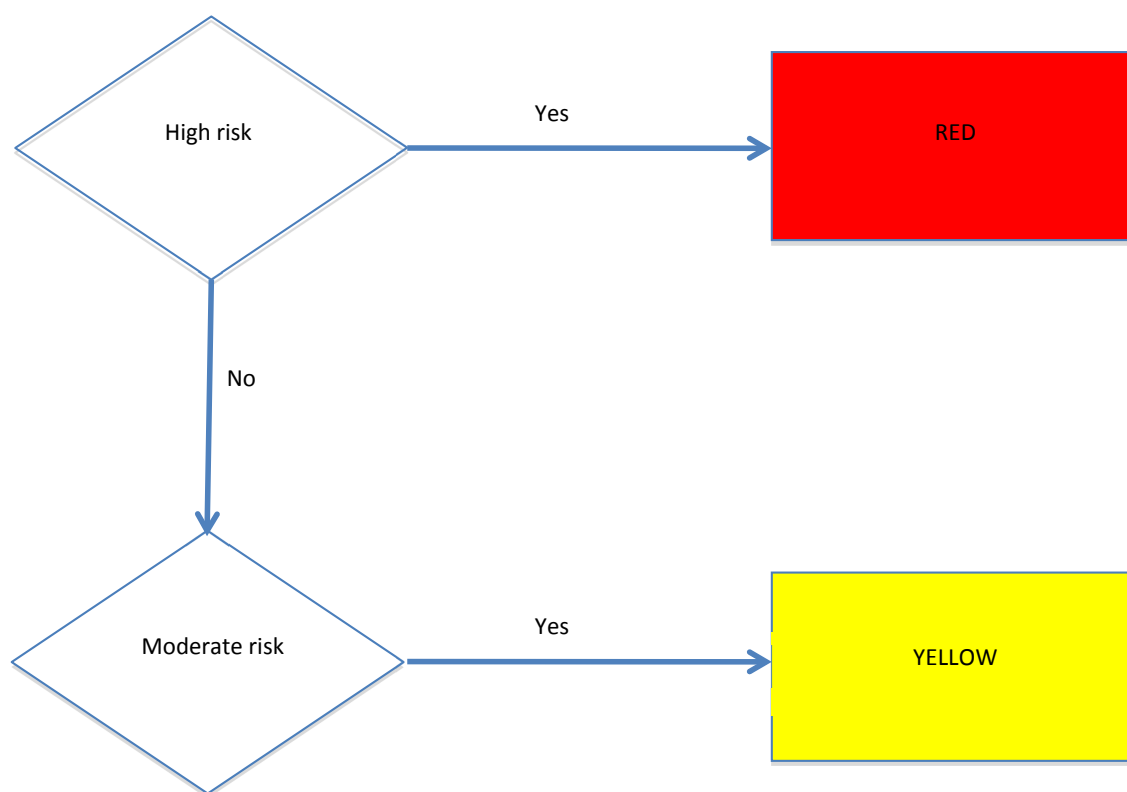 High risk
Yes
RED
No
Moderate risk
Yes
YELLOW